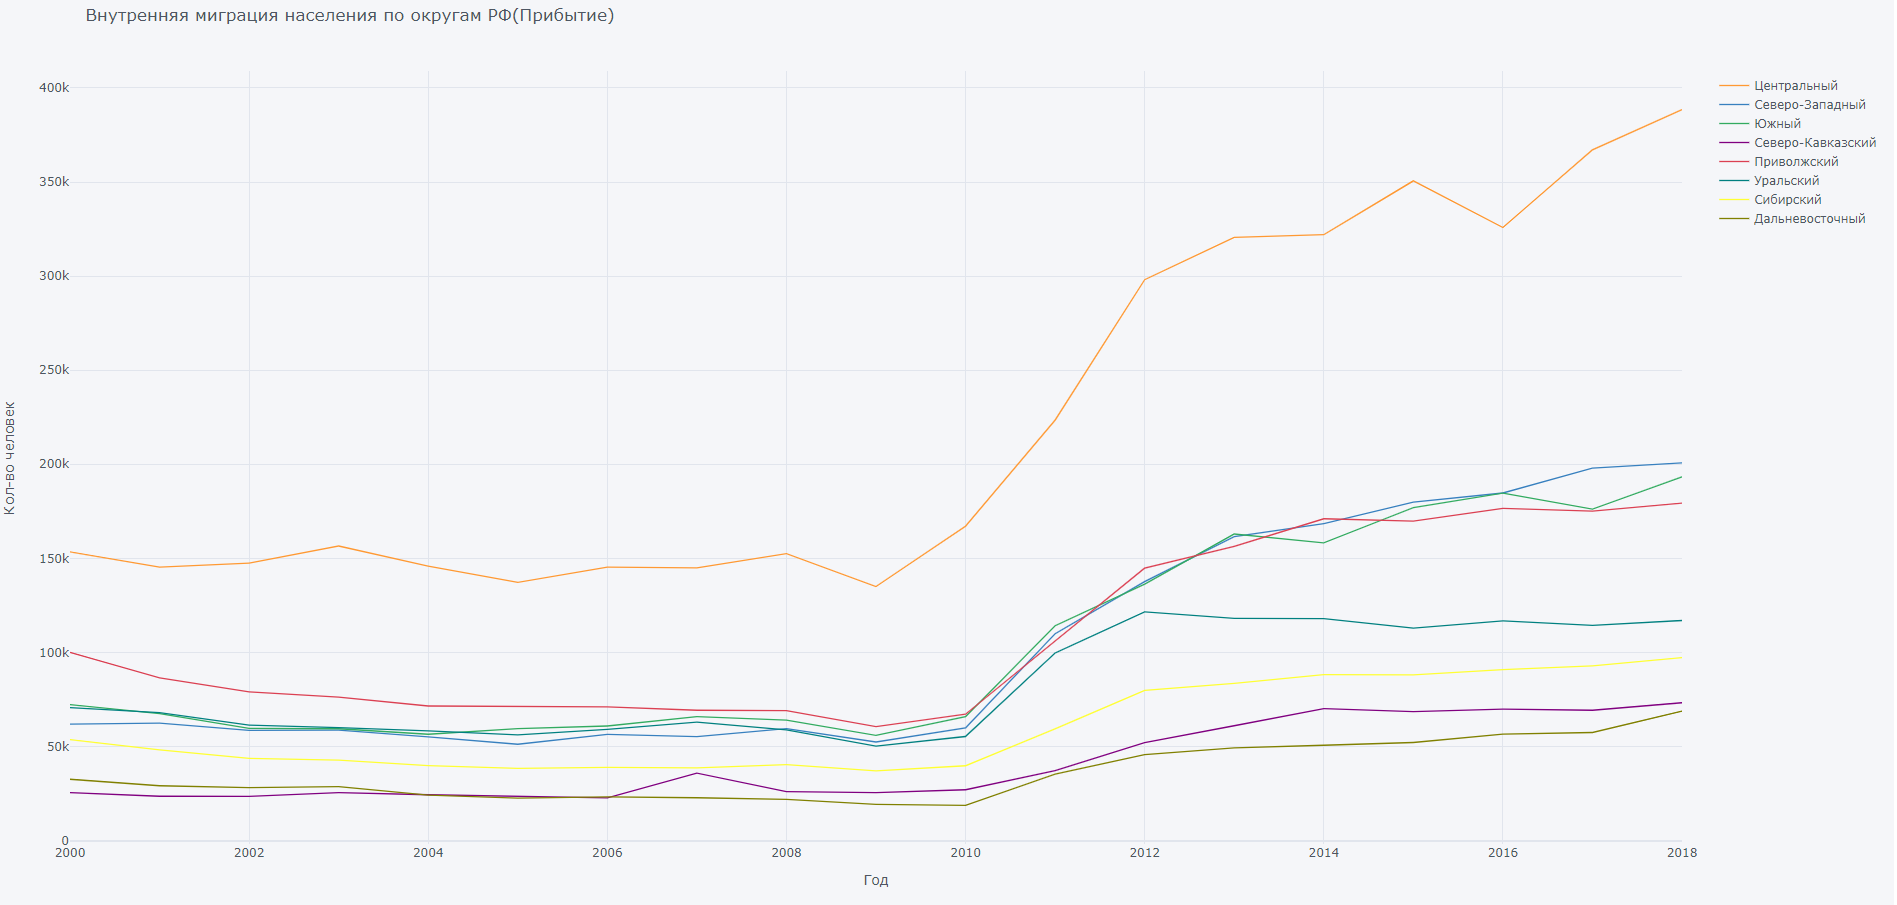 Внутренняя миграция населения по округам РФ(Прибытие)
400k
350k
300k
250k
200k
150k
100k
50k
0
Кол-во человек
2000 2002 2004 2006 2008 2010 2012 2014 2016 2018
Год
Центральный
Северо-Западный
Южный
Северо-Кавказский
Приволжский
Уральский
Сибирский
Дальневосточный